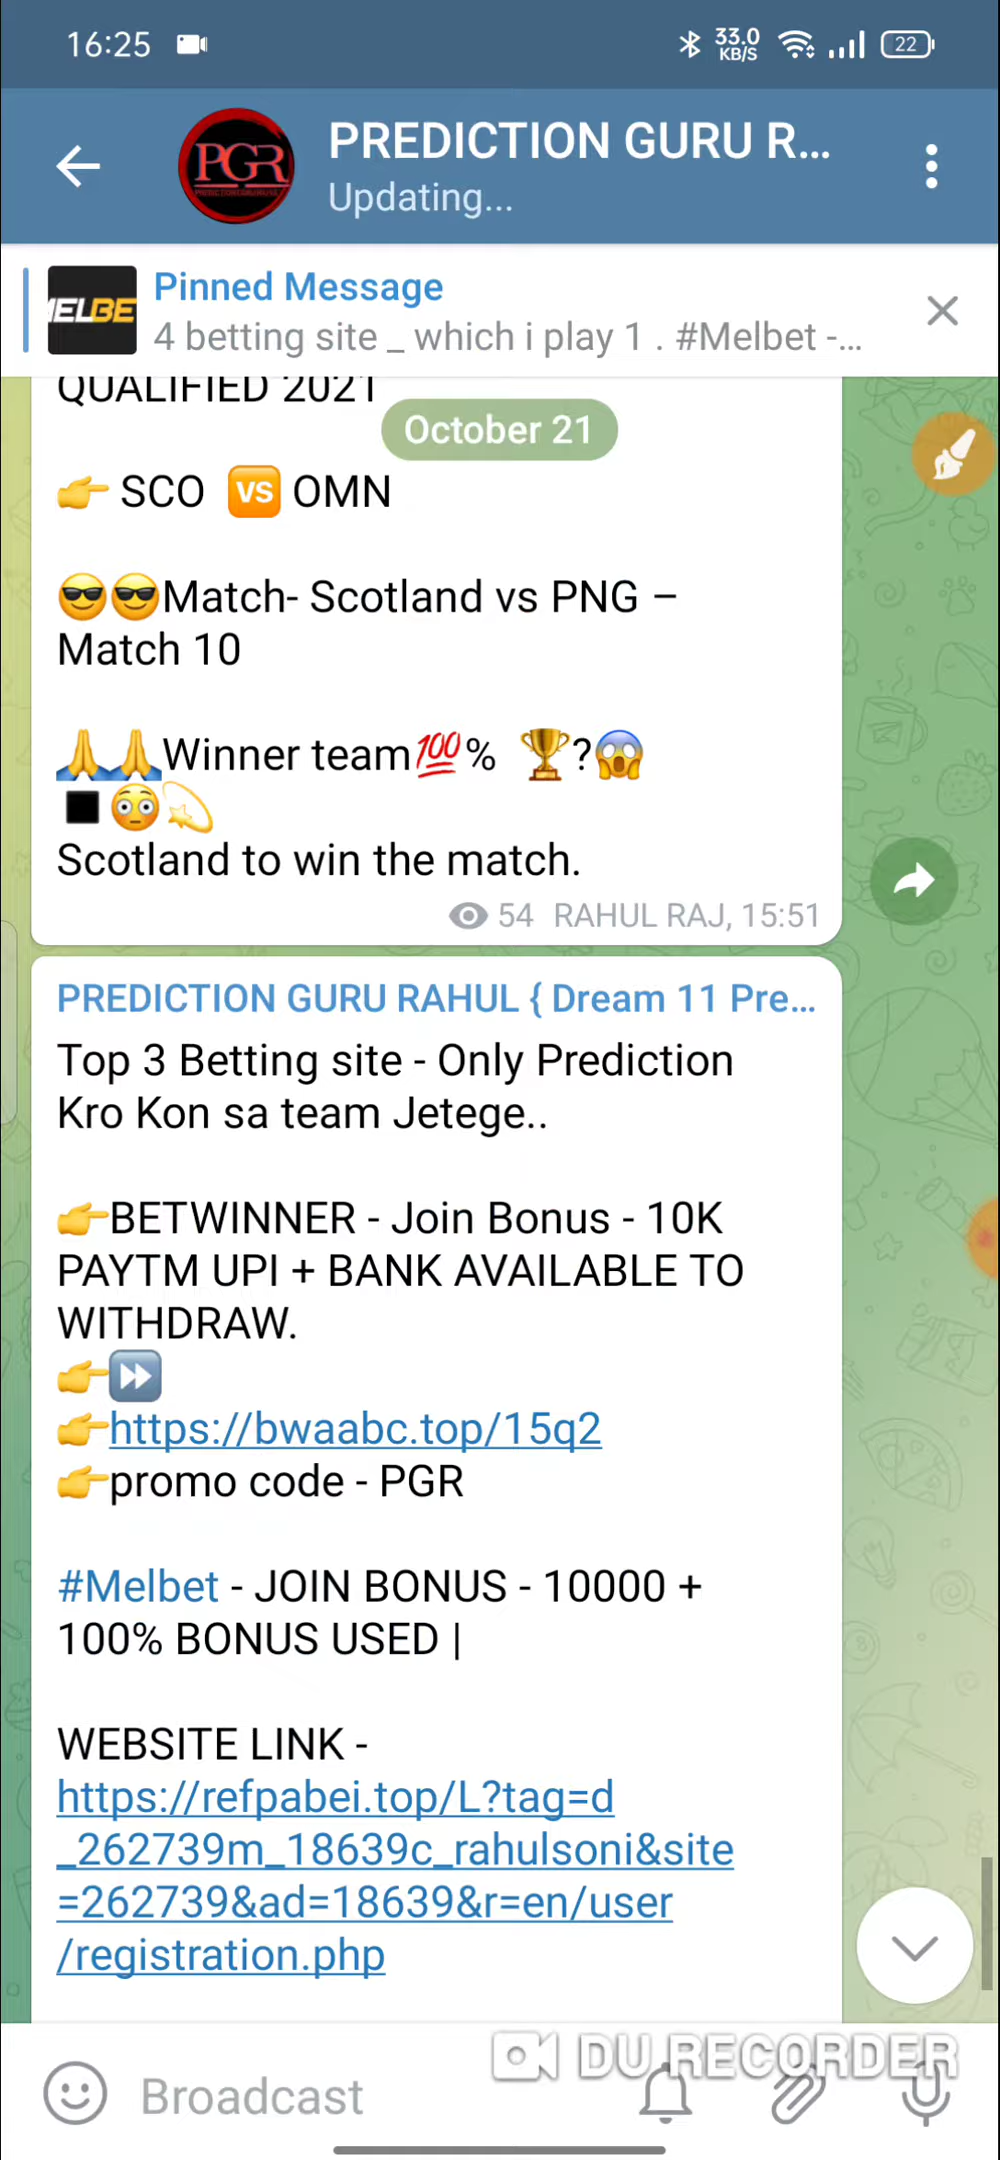 16:25
33.0
KB/S
22
PGR
PREDICTION GURU R...
Updating...
ELBE
Pinned Message
4 betting site _ which i play 1 . #Melbet -...
QUALIFIED 2021
October 21
👉 SCO 🆚 OMN
😎😎Match- Scotland vs PNG –
Match 10
🙏🙏Winner team💯% 🏆?😱
◼😳💫
Scotland to win the match.
54 RAHUL RAJ, 15:51
PREDICTION GURU RAHUL { Dream 11 Pre...
Top 3 Betting site - Only Prediction
Kro Kon sa team Jetege..
👉BETWINNER - Join Bonus - 10K
PAYTM UPI + BANK AVAILABLE TO
WITHDRAW.
👉⏩
👉https://bwaabc.top/15q2
👉promo code - PGR
#Melbet - JOIN BONUS - 10000 +
100% BONUS USED |
WEBSITE LINK -
https://refpabei.top/L?tag=d
_262739m_18639c_rahulsoni&site
=262739&ad=18639&r=en/user
/registration.php
DU RECORDER
Broadcast